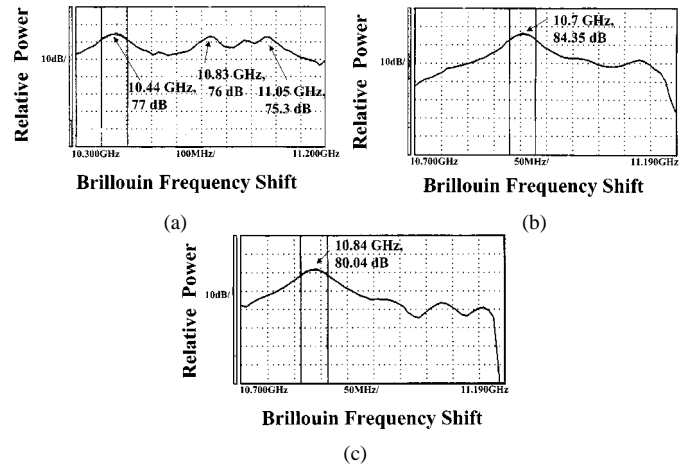 Relative Power
10dB/
10.44 GHz,
77 dB
10.83 GHz,
76 dB
11.05 GHz,
75.3 dB
10.300GHz 100MHz/ 11.200GHz
Brillouin Frequency Shift
(a)
Relative Power
10dB/
10.7 GHz,
84.35 dB
10.700GHz 50MHz/ 11.190GHz
Brillouin Frequency Shift
(b)
Relative Power
10dB/
10.84 GHz,
80.04 dB
10.700GHz 50MHz/ 11.190GHz
Brillouin Frequency Shift
(c)